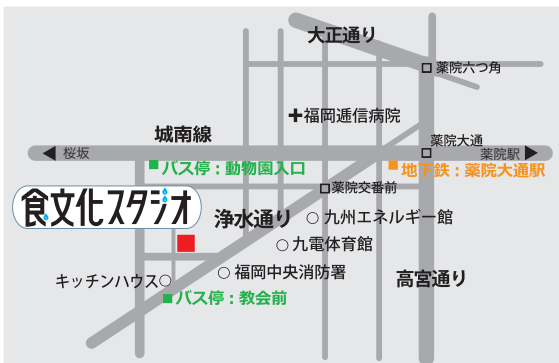 大正通り
薬院六つ角
福岡逓信病院
城南線
薬院大通
桜坂
薬院駅
バス停：動物園入口
地下鉄：薬院大通駅
薬院交番前
食文化スタジオ
浄水通り
九州エネルギー館
九電体育館
福岡中央消防署
高宮通り
キッチンハウス
バス停：教会前